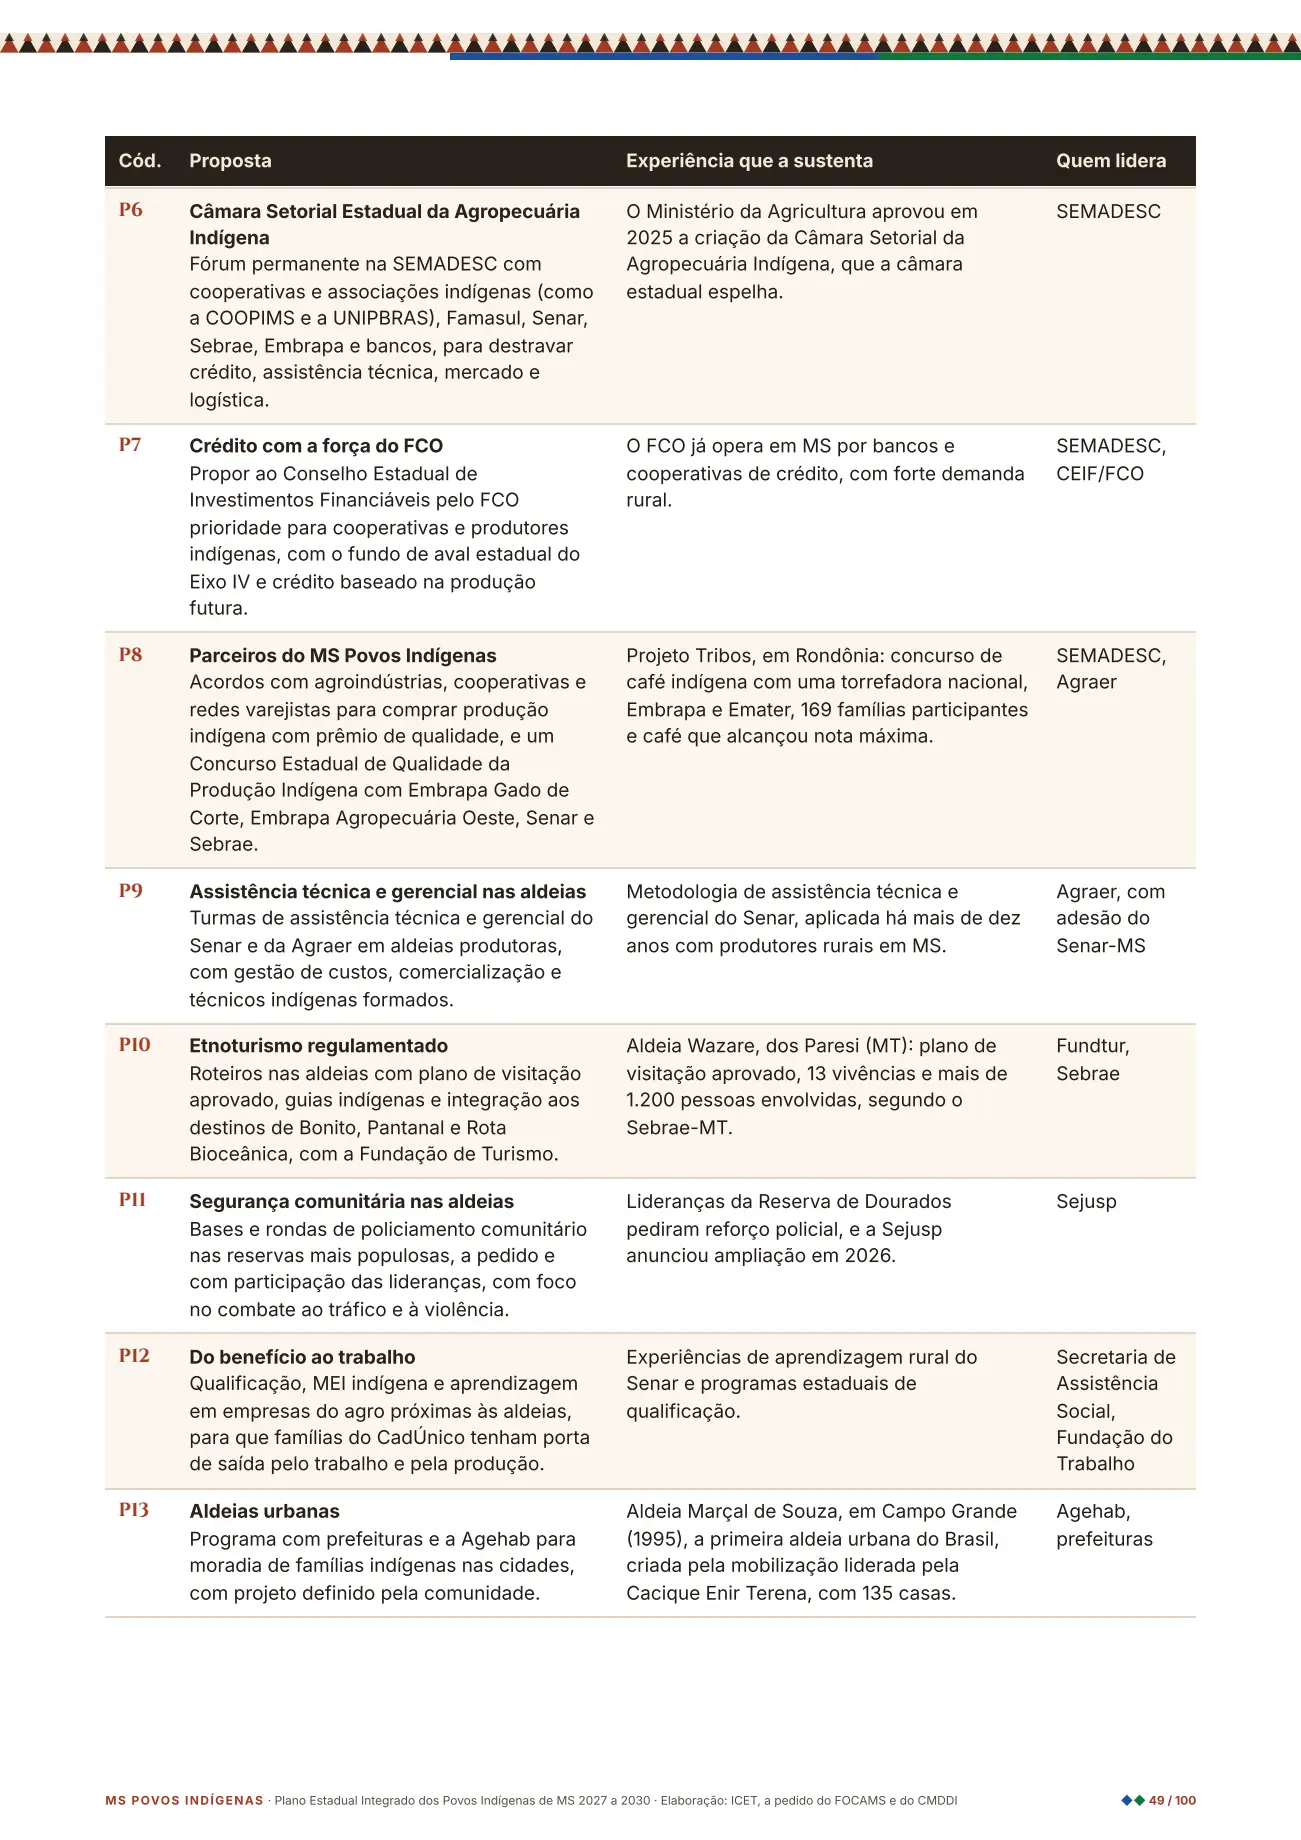 Cód. Proposta Experiência que a sustenta Quem lidera
P6
Câmara Setorial Estadual da Agropecuária
Indígena
Fórum permanente na SEMADESC com
cooperativas e associações indígenas (como
a COOPIMS e a UNIPBRAS), Famasul, Senar,
Sebrae, Embrapa e bancos, para destravar
crédito, assistência técnica, mercado e
logística.
O Ministério da Agricultura aprovou em
2025 a criação da Câmara Setorial da
Agropecuária Indígena, que a câmara
estadual espelha.
SEMADESC
P7
Crédito com a força do FCO
Propor ao Conselho Estadual de
Investimentos Financiáveis pelo FCO
prioridade para cooperativas e produtores
indígenas, com o fundo de aval estadual do
Eixo IV e crédito baseado na produção
futura.
O FCO já opera em MS por bancos e
cooperativas de crédito, com forte demanda
rural.
SEMADESC,
CEIF/FCO
P8
Parceiros do MS Povos Indígenas
Acordos com agroindústrias, cooperativas e
redes varejistas para comprar produção
indígena com prêmio de qualidade, e um
Concurso Estadual de Qualidade da
Produção Indígena com Embrapa Gado de
Corte, Embrapa Agropecuária Oeste, Senar e
Sebrae.
Projeto Tribos, em Rondônia: concurso de
café indígena com uma torrefadora nacional,
Embrapa e Emater, 169 famílias participantes
e café que alcançou nota máxima.
SEMADESC,
Agraer
P9
Assistência técnica e gerencial nas aldeias
Turmas de assistência técnica e gerencial do
Senar e da Agraer em aldeias produtoras,
com gestão de custos, comercialização e
técnicos indígenas formados.
Metodologia de assistência técnica e
gerencial do Senar, aplicada há mais de dez
anos com produtores rurais em MS.
Agraer, com
adesão do
Senar-MS
P10
Etnoturismo regulamentado
Roteiros nas aldeias com plano de visitação
aprovado, guias indígenas e integração aos
destinos de Bonito, Pantanal e Rota
Bioceânica, com a Fundação de Turismo.
Aldeia Wazare, dos Paresi (MT): plano de
visitação aprovado, 13 vivências e mais de
1.200 pessoas envolvidas, segundo o
Sebrae-MT.
Fundtur,
Sebrae
P11
Segurança comunitária nas aldeias
Bases e rondas de policiamento comunitário
nas reservas mais populosas, a pedido e
com participação das lideranças, com foco
no combate ao tráfico e à violência.
Lideranças da Reserva de Dourados
pediram reforço policial, e a Sejusp
anunciou ampliação em 2026.
Sejusp
P12
Do benefício ao trabalho
Qualificação, MEI indígena e aprendizagem
em empresas do agro próximas às aldeias,
para que famílias do CadÚnico tenham porta
de saída pelo trabalho e pela produção.
Experiências de aprendizagem rural do
Senar e programas estaduais de
qualificação.
Secretaria de
Assistência
Social,
Fundação do
Trabalho
P13
Aldeias urbanas
Programa com prefeituras e a Agehab para
moradia de famílias indígenas nas cidades,
com projeto definido pela comunidade.
Aldeia Marçal de Souza, em Campo Grande
(1995), a primeira aldeia urbana do Brasil,
criada pela mobilização liderada pela
Cacique Enir Terena, com 135 casas.
Agehab,
prefeituras
MS POVOS INDÍGENAS · Plano Estadual Integrado dos Povos Indígenas de MS 2027 a 2030 · Elaboração: ICET, a pedido do FOCAMS e do CMDDI
49 / 100